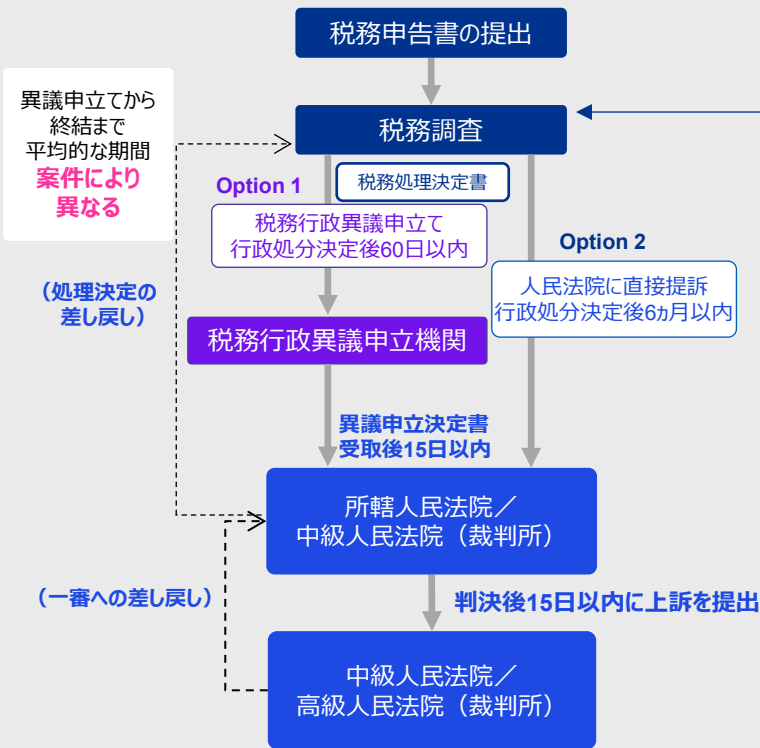 税務申告書の提出
異議申立てから
終結まで
平均的な期間
案件により
異なる
税務調査
Option 1
税務処理決定書
税務行政異議申立て
行政処分決定後60日以内
Option 2
人民法院に直接提訴
行政処分決定後6ヵ月以内
（処理決定の
差し戻し）
税務行政異議申立機関
異議申立決定書
受取後15日以内
所轄人民法院／
中級人民法院（裁判所）
（一審への差し戻し）
判決後15日以内に上訴を提出
中級人民法院／
高級人民法院（裁判所）